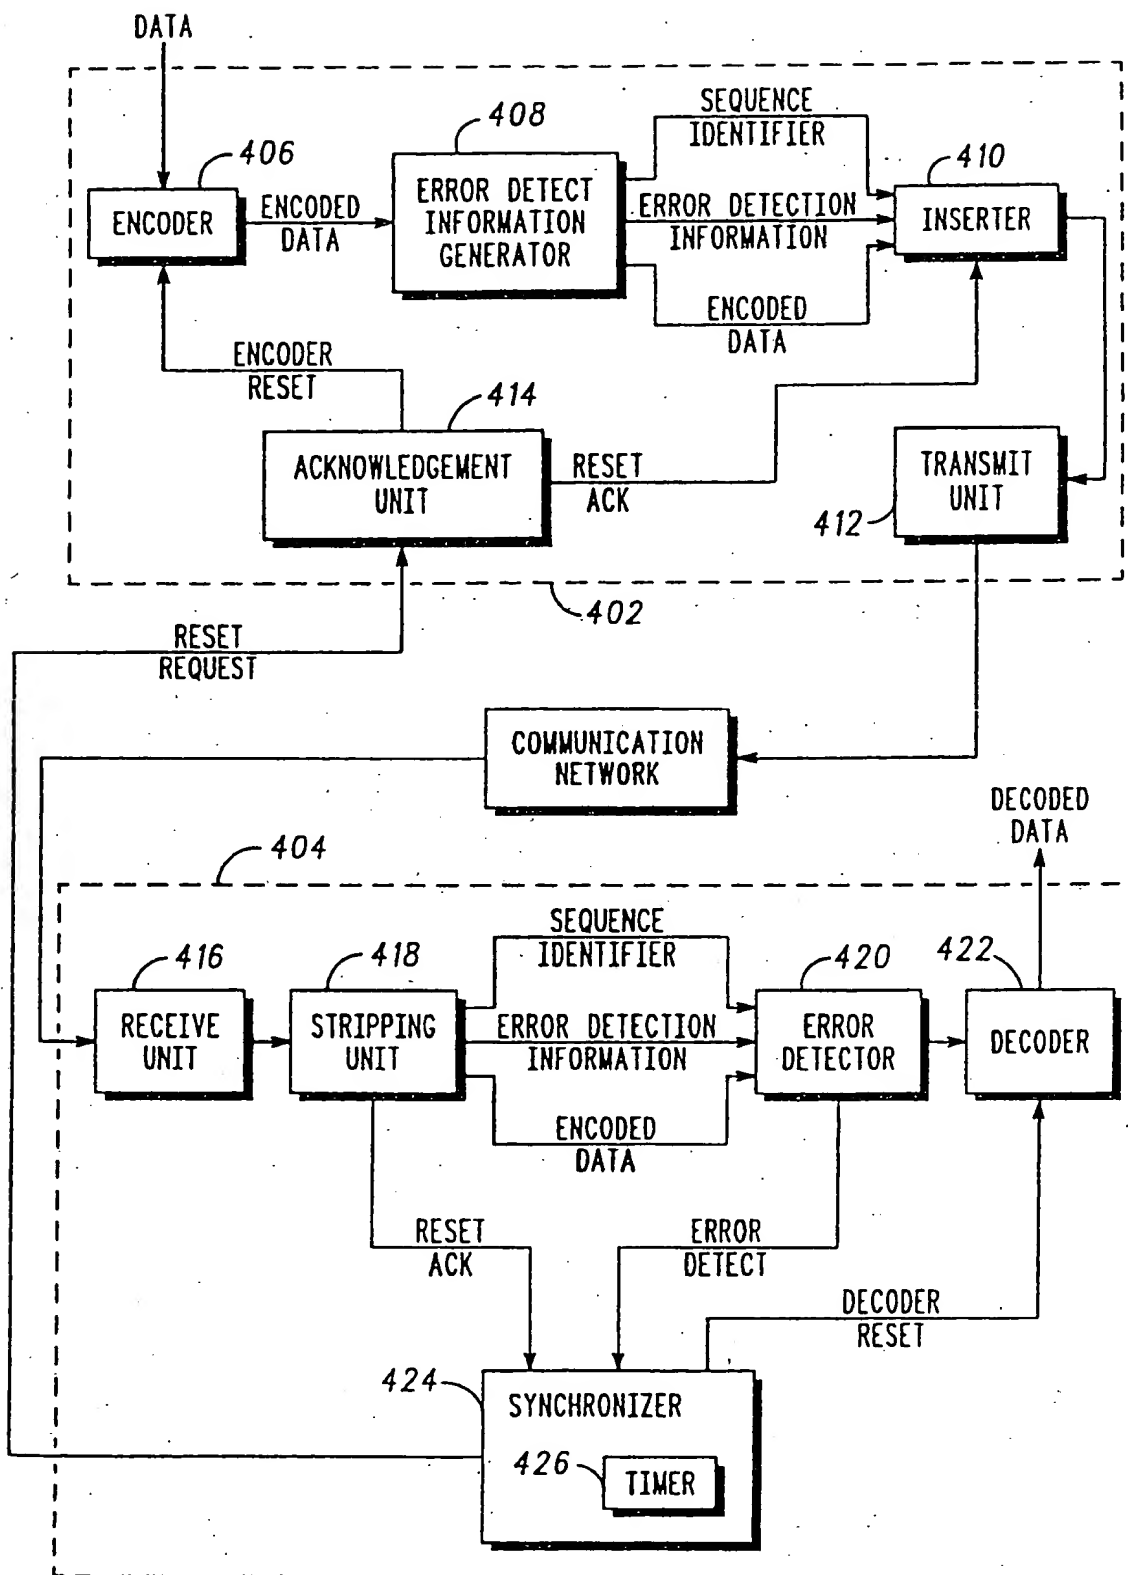 DATA
406
ENCODER
ENCODED
DATA
408
ERROR DETECT
INFORMATION
GENERATOR
SEQUENCE
IDENTIFIER
ERROR DETECTION
INFORMATION
ENCODED
DATA
410
INSERTER
ENCODER
RESET
414
ACKNOWLEDGEMENT
UNIT
RESET
ACK
TRANSMIT
UNIT
412
402
RESET
REQUEST
COMMUNICATION
NETWORK
DECODED
DATA
404
416
RECEIVE
UNIT
418
STRIPPING
UNIT
SEQUENCE
IDENTIFIER
ERROR DETECTION
INFORMATION
ENCODED
DATA
420
ERROR
DETECTOR
422
DECODER
RESET
ACK
ERROR
DETECT
DECODER
RESET
424
SYNCHRONIZER
426
TIMER